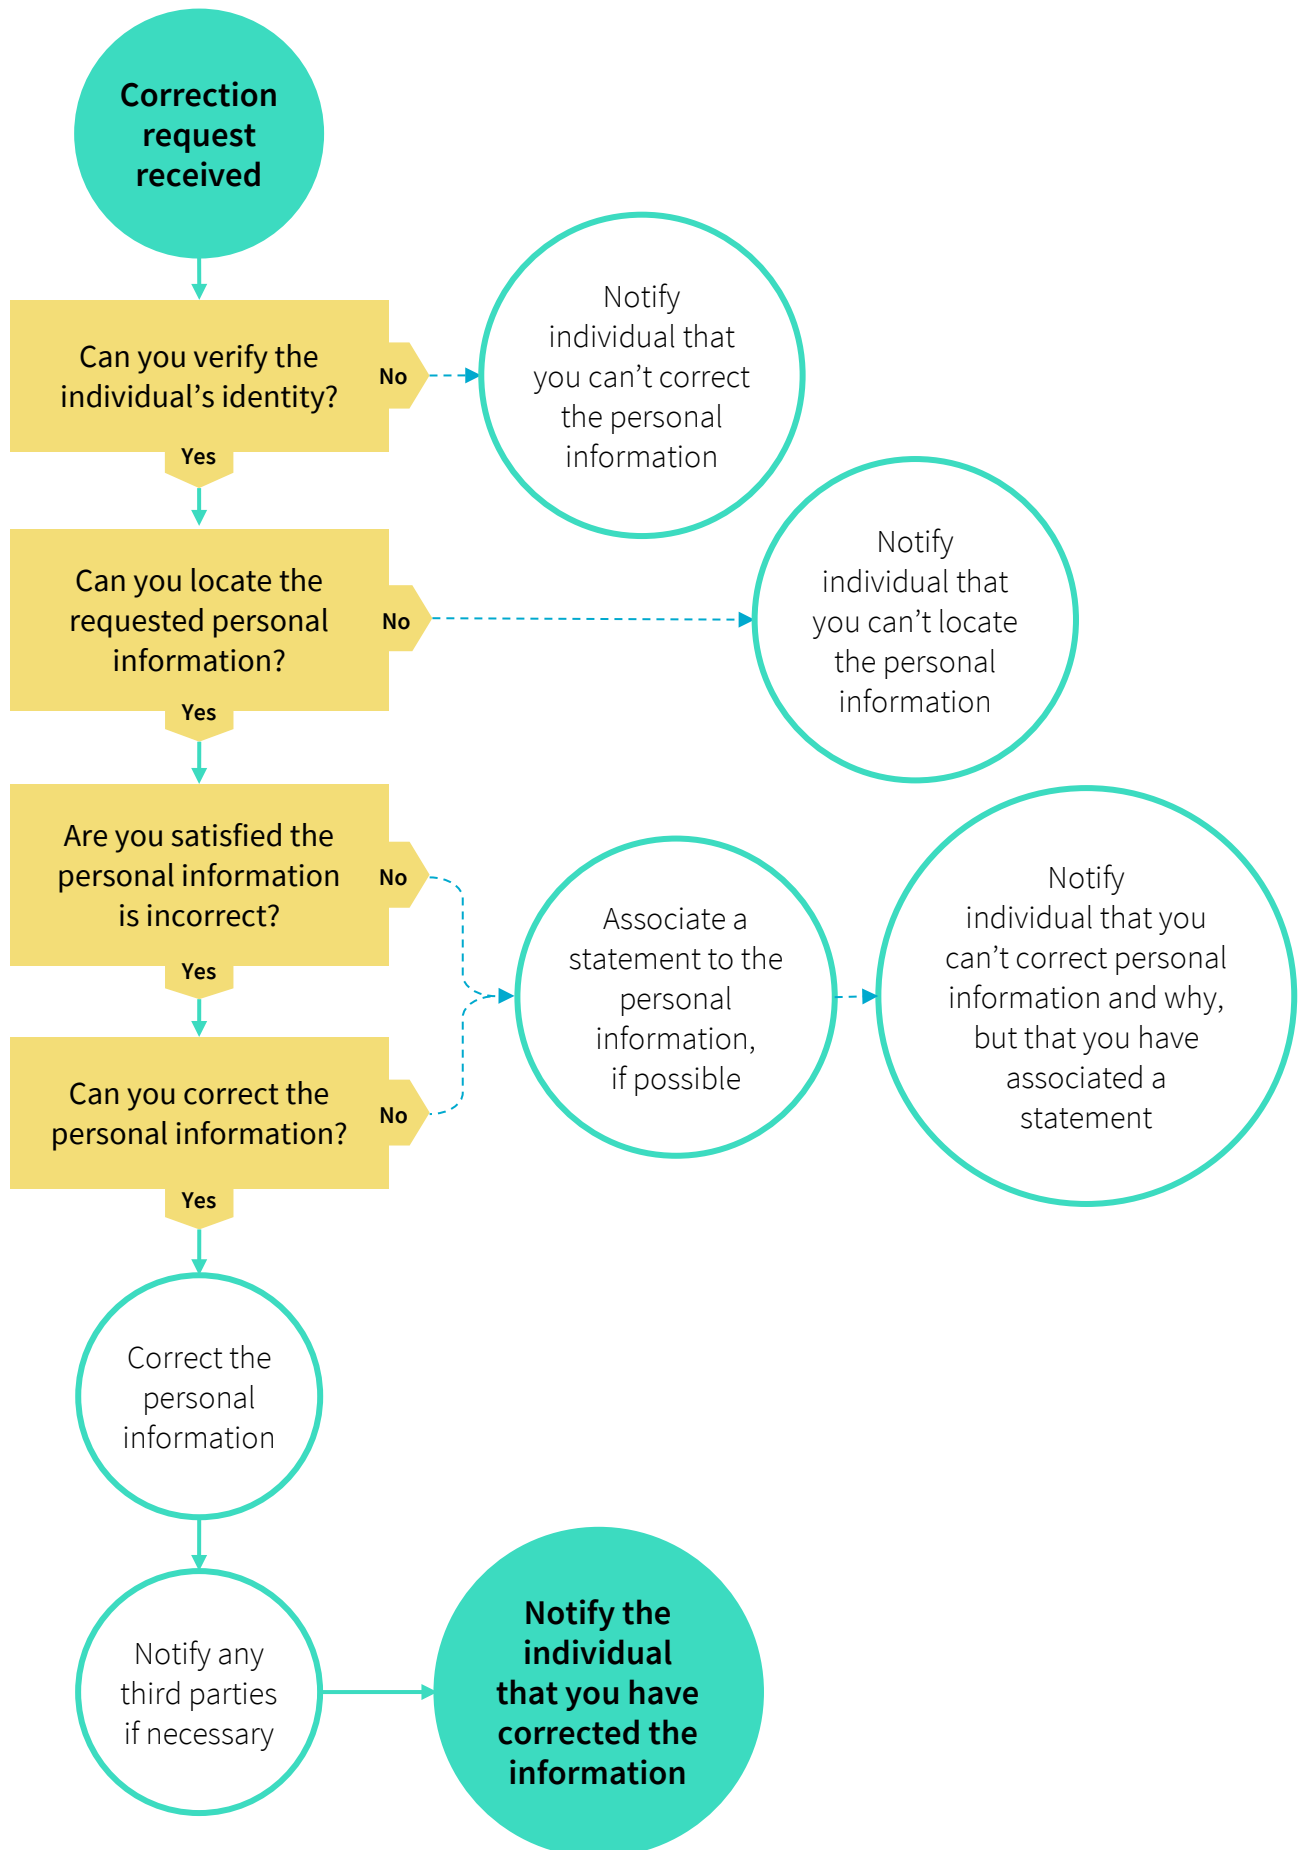 Correction
request
received
Can you verify the
individual’s identity?
No
Yes
Notify
individual that
you can’t correct
the personal
information
Can you locate the
requested personal
information?
No
Yes
Notify
individual that
you can’t locate
the personal
information
Are you satisfied the
personal information
is incorrect?
No
Yes
Can you correct the
personal information?
No
Yes
Associate a
statement to the
personal
information,
if possible
Notify
individual that you
can’t correct personal
information and why,
but that you have
associated a
statement
Correct the
personal
information
Notify any
third parties
if necessary
Notify the
individual
that you have
corrected the
information